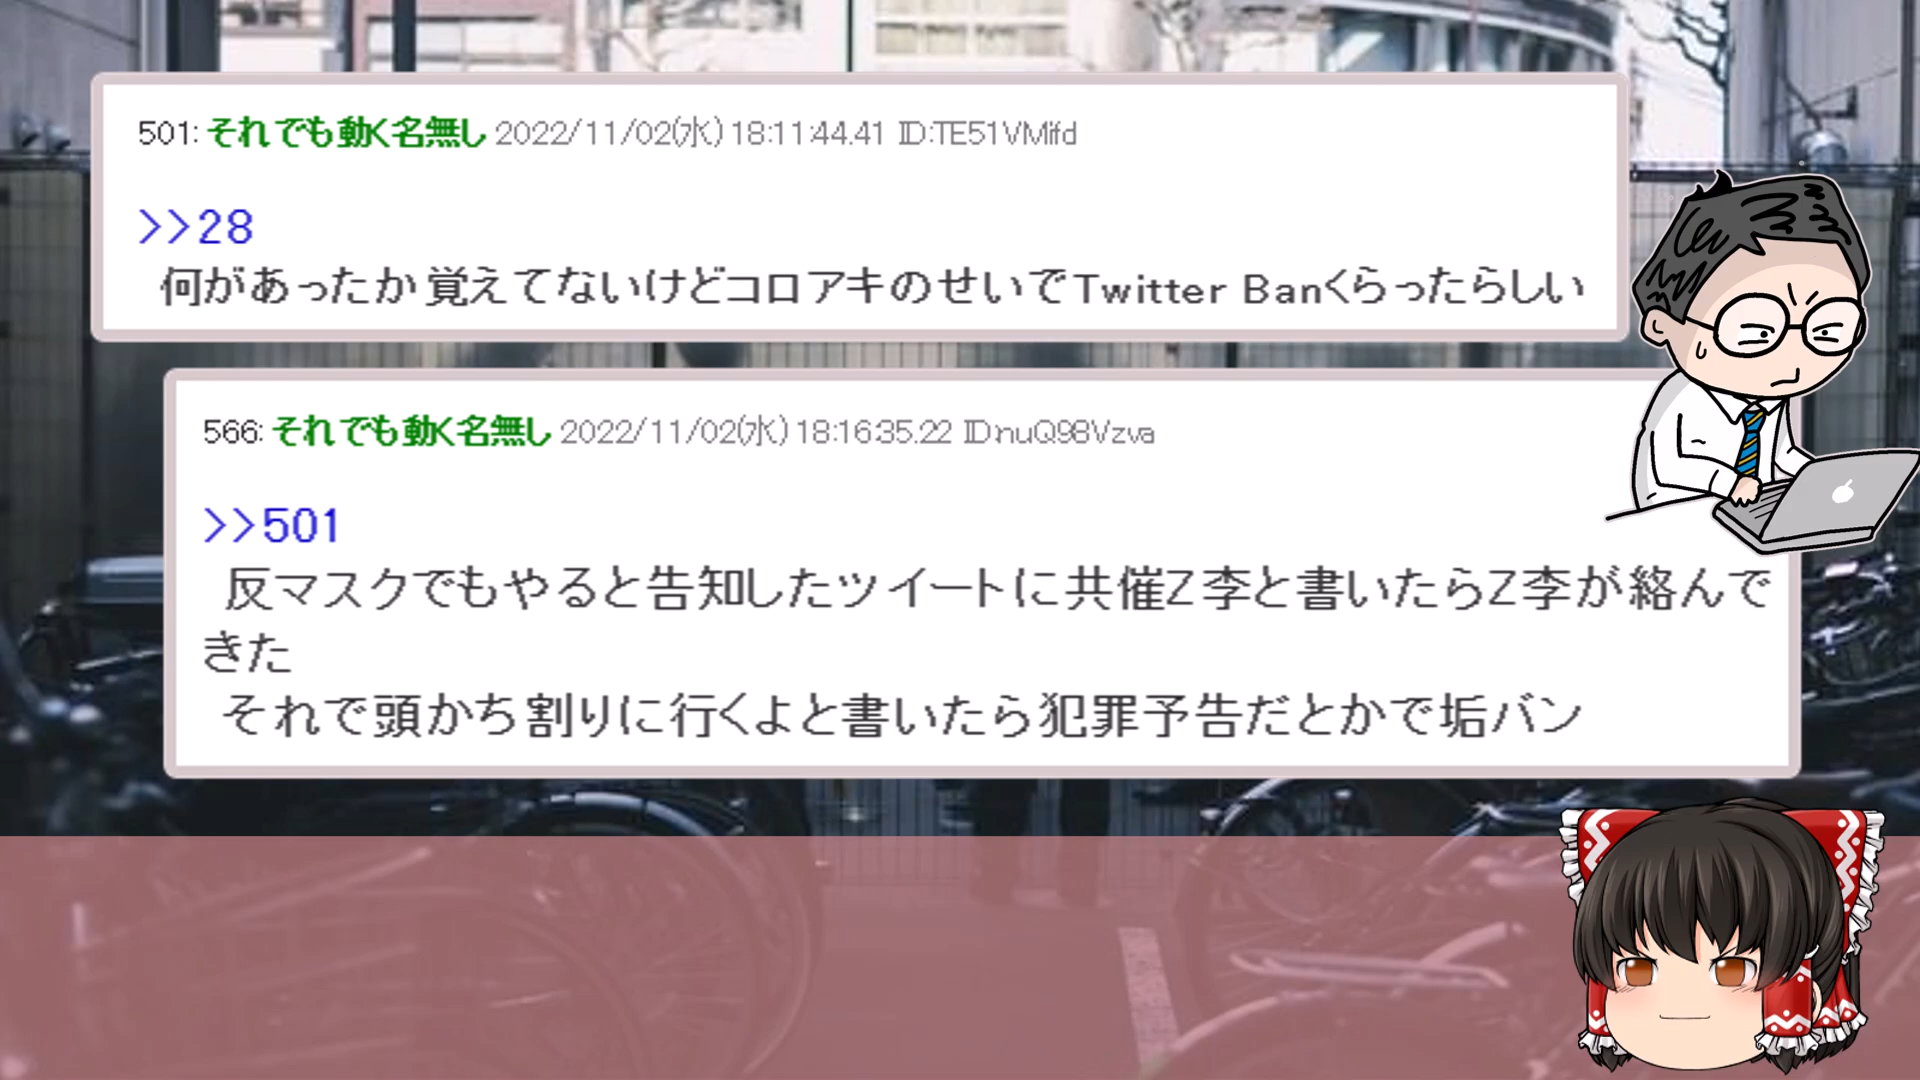 501: それでも動く名無し 2022/11/02(水) 18:11:44.41 ID:TE51VMifd
>>28
何があったか覚えてないけどコロアキのせいでTwitter Banくらったらしい
566: それでも動く名無し 2022/11/02(水) 18:16:35.22 ID:nuQ98Vzva
>>501
反マスクでもやると告知したツイートに共催Z李と書いたらZ李が絡んで
きた
それで頭かち割りに行くよと書いたら犯罪予告だとかで垢バン